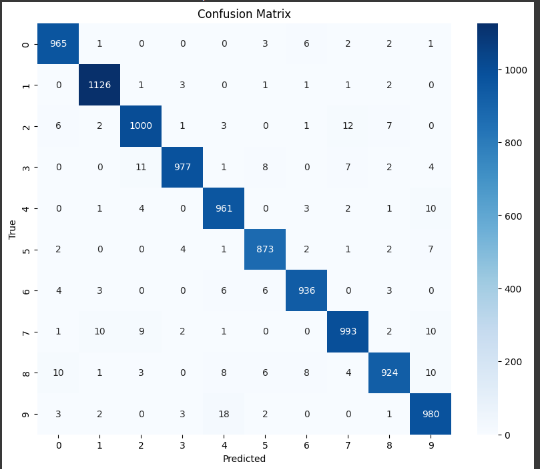 Confusion Matrix
0 965 1 0 0 0 3 6 2 2 1
1 0 1126 1 3 0 1 1 1 2 0
2 6 2 1000 1 3 0 1 12 7 0
3 0 0 11 977 1 8 0 7 2 4
4 0 1 4 0 961 0 3 2 1 10
5 2 0 0 4 1 873 2 1 2 7
6 4 3 0 0 6 6 936 0 3 0
7 1 10 9 2 1 0 0 993 2 10
8 10 1 3 0 8 6 8 4 924 10
9 3 2 0 3 18 2 0 0 1 980
0 1 2 3 4 5 6 7 8 9
Predicted
True
1000
800
600
400
200
0